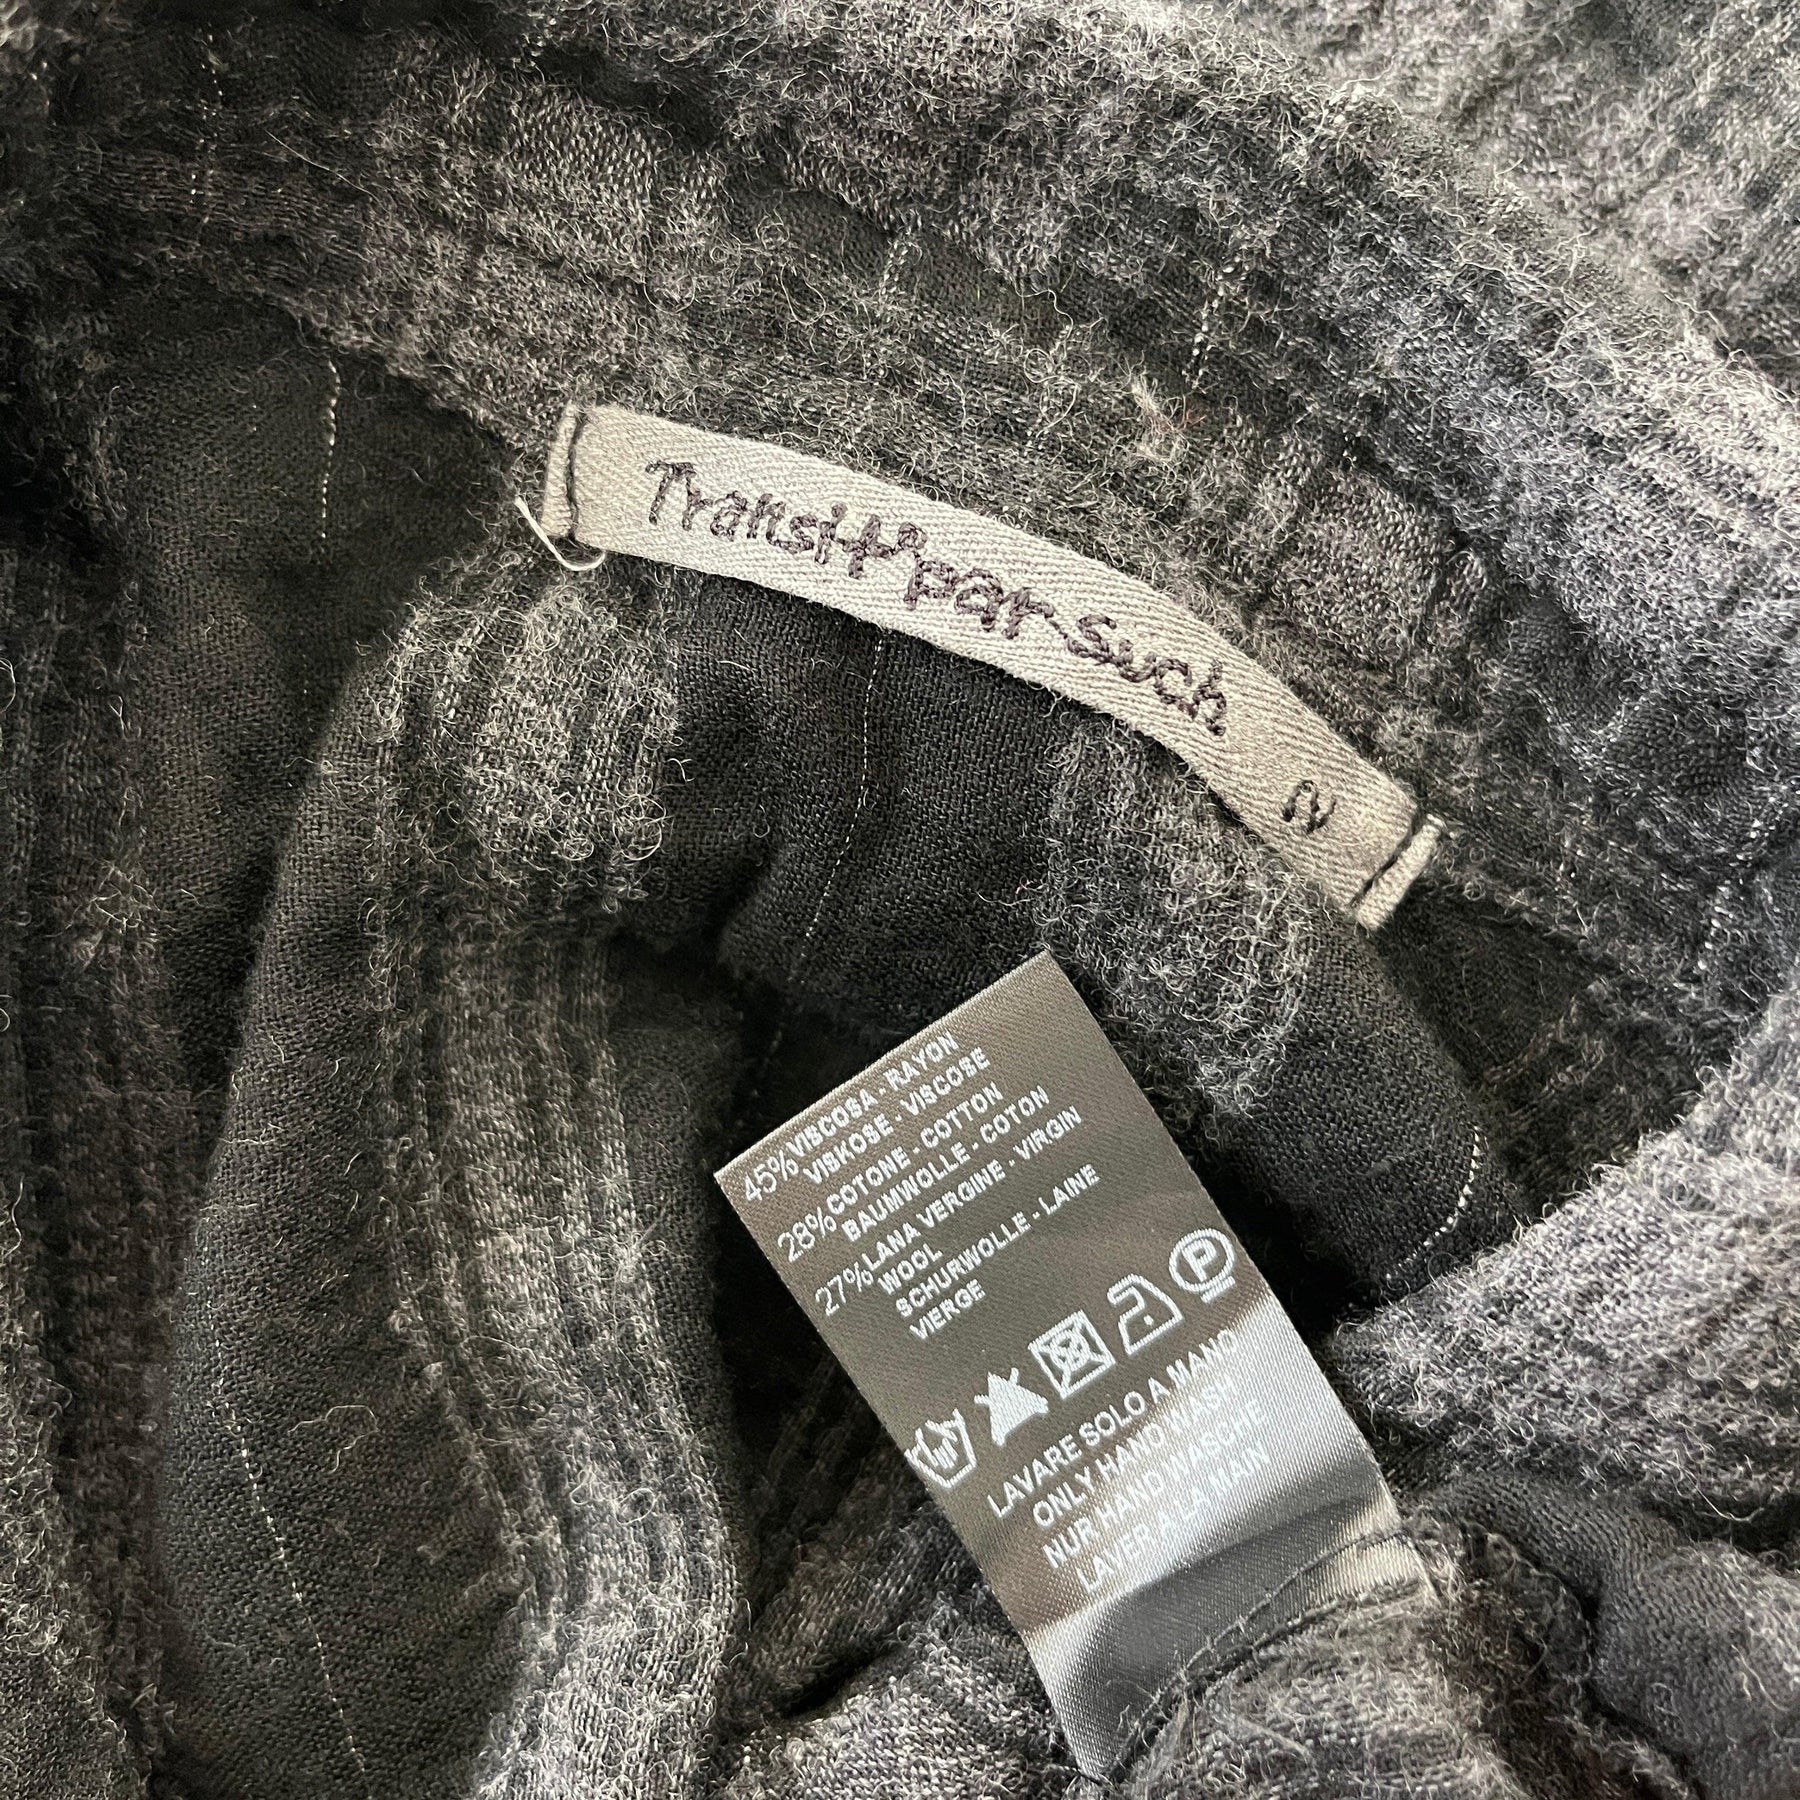 Transit par such
2
45% VISCOSA - RAYON
VISKOSE - VISCOSE
28% COTONE - COTTON
BAUMWOLLE - COTON
27% LANA VERGINE - VIRGIN
WOOL
SCHURWOLLE - LAINE
VIERGE
P
LAVARE SOLO A MANO
ONLY HAND WASH
NUR HAND WASCHE
LAVER A LA MAIN